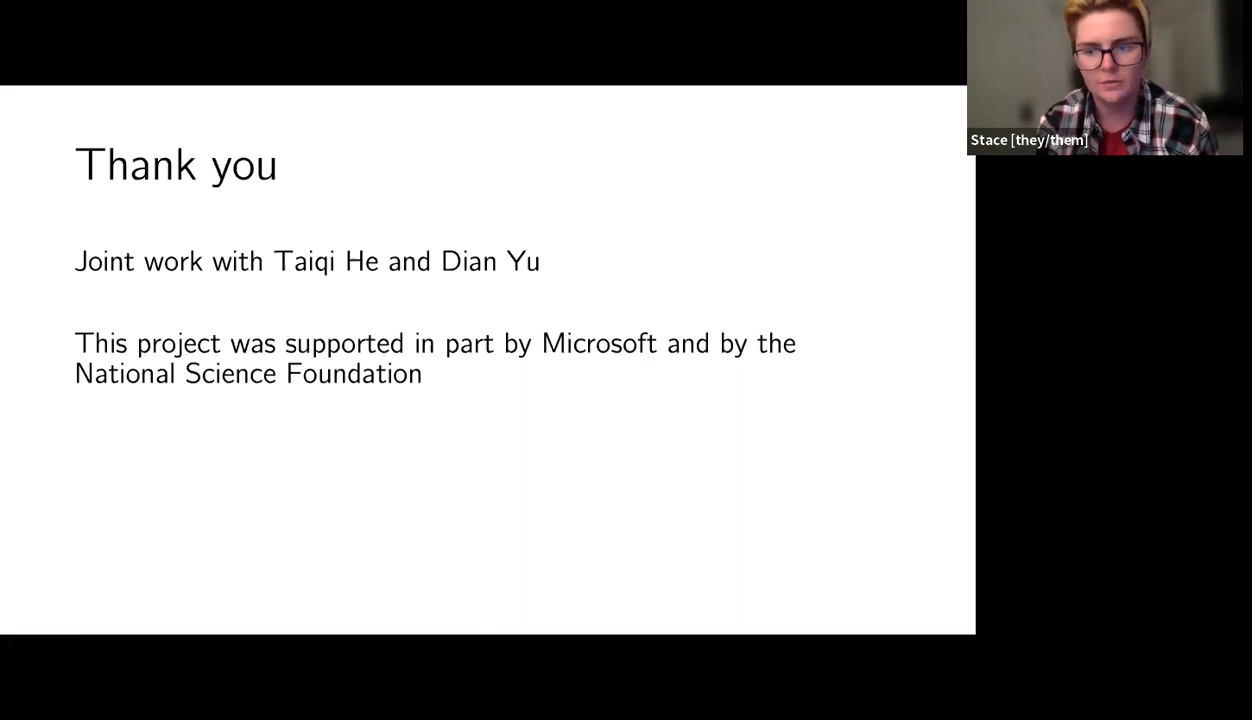 Thank you
Joint work with Taiqi He and Dian Yu
This project was supported in part by Microsoft and by the
National Science Foundation
Stace [they/them]